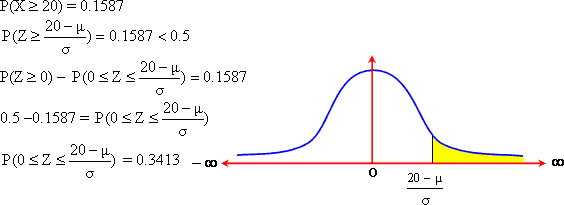 P(X ≥ 20) = 0.1587
P(Z ≥ (20 – μ)/σ) = 0.1587 < 0.5
P(Z ≥ 0) – P(0 ≤ Z ≤ (20 – μ)/σ) = 0.1587
0.5 –0.1587 = P(0 ≤ Z ≤ (20 – μ)/σ)
P(0 ≤ Z ≤ (20 – μ)/σ) = 0.3413
– ∞
∞
0
(20 – μ)/σ